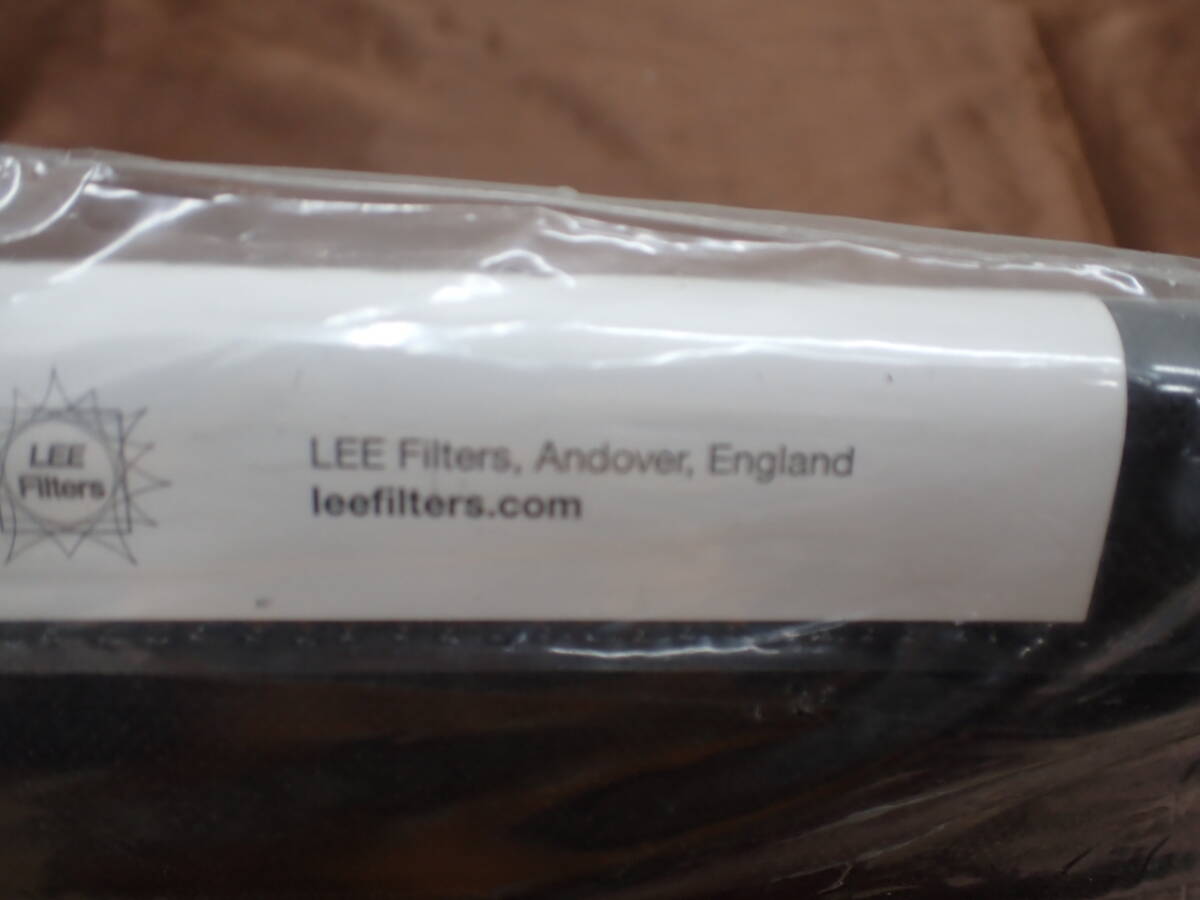 LEE
Filters
LEE Filters, Andover, England
leefilters.com